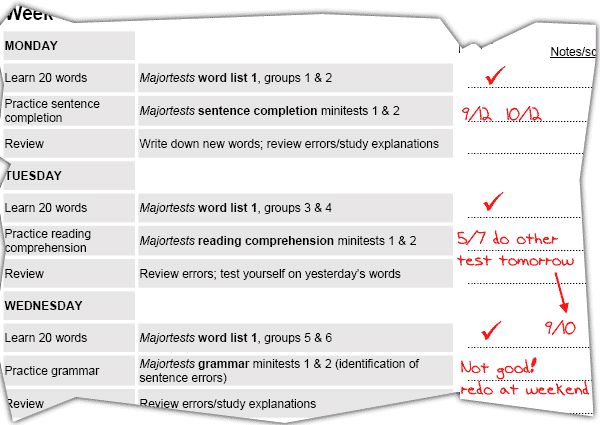 Week
MONDAY
Notes/sc
Learn 20 words Majortests word list 1, groups 1 & 2 ✓
Practice sentence
completion Majortests sentence completion minitests 1 & 2 9/12 10/12
Review Write down new words; review errors/study explanations
TUESDAY
Learn 20 words Majortests word list 1, groups 3 & 4 ✓
Practice reading
comprehension Majortests reading comprehension minitests 1 & 2 5/7 do other
test tomorrow
Review Review errors; test yourself on yesterday's words
WEDNESDAY
Learn 20 words Majortests word list 1, groups 5 & 6 ✓ 9/10
Practice grammar Majortests grammar minitests 1 & 2 (identification of
sentence errors) Not good!
redo at weekend
Review Review errors/study explanations